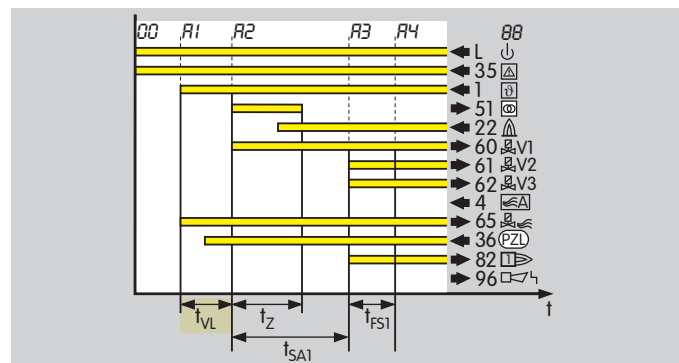 00 A1 A2 A3 A4 88
L
35
1 ϑ
51
22
60 V1
61 V2
62 V3
4 A
65
36 PZL
82 1
96
t
tVL tZ tFS1
tSA1